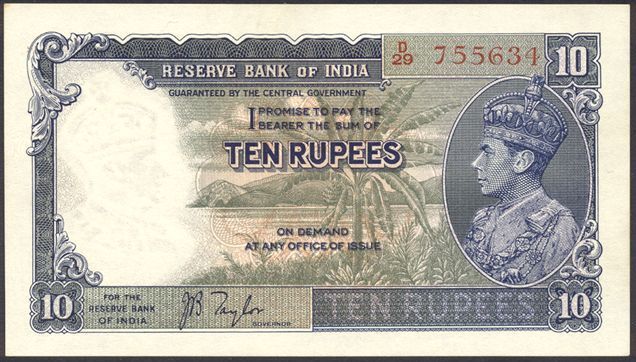 D/29 755634
10
RESERVE BANK OF INDIA
GUARANTEED BY THE CENTRAL GOVERNMENT
I PROMISE TO PAY THE
BEARER THE SUM OF
TEN RUPEES
ON DEMAND
AT ANY OFFICE OF ISSUE
10
FOR THE
RESERVE BANK
OF INDIA
JB Taylor
GOVERNOR
TEN RUPEES
10